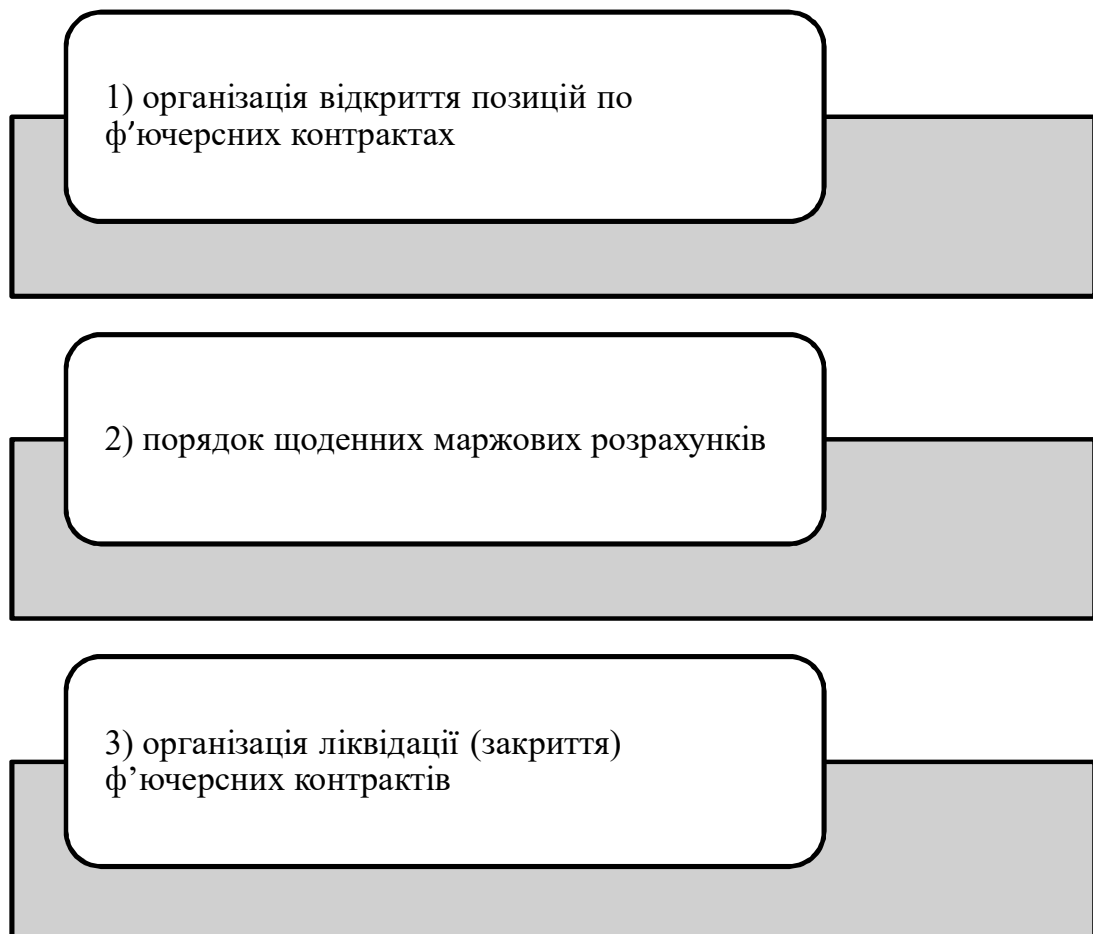 1) організація відкриття позицій по
ф′ючерсних контрактах
2) порядок щоденних маржових розрахунків
3) організація ліквідації (закриття)
ф’ючерсних контрактів